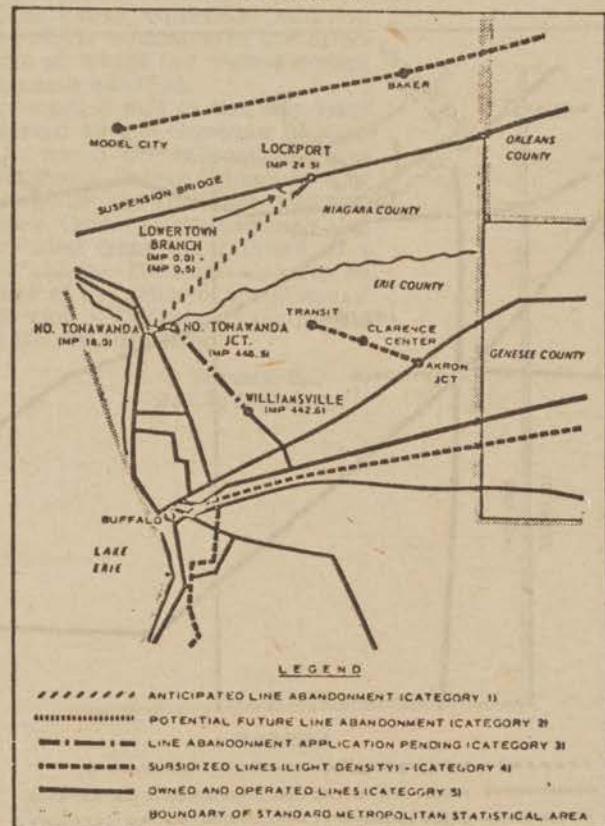 BAKER
MODEL CITY
LOCKPORT
(MP 24.5)
ORLEANS
COUNTY
SUSPENSION BRIDGE
NIAGARA COUNTY
LOWERTOWN
BRANCH
(MP 0.0) -
(MP 0.5)
ERIE COUNTY
TRANSIT
NO. TONAWANDA
(MP 18.0)
NO. TONAWANDA
JCT.
(MP 448.5)
CLARENCE
CENTER
GENESEE COUNTY
AKRON
JCT
WILLIAMSVILLE
(MP 442.6)
BUFFALO
LAKE
ERIE
LEGEND
ANTICIPATED LINE ABANDONMENT (CATEGORY 1)
POTENTIAL FUTURE LINE ABANDONMENT (CATEGORY 2)
LINE ABANDONMENT APPLICATION PENDING (CATEGORY 3)
SUBSIDIZED LINES (LIGHT DENSITY) - (CATEGORY 4)
OWNED AND OPERATED LINES (CATEGORY 5)
BOUNDARY OF STANDARD METROPOLITAN STATISTICAL AREA